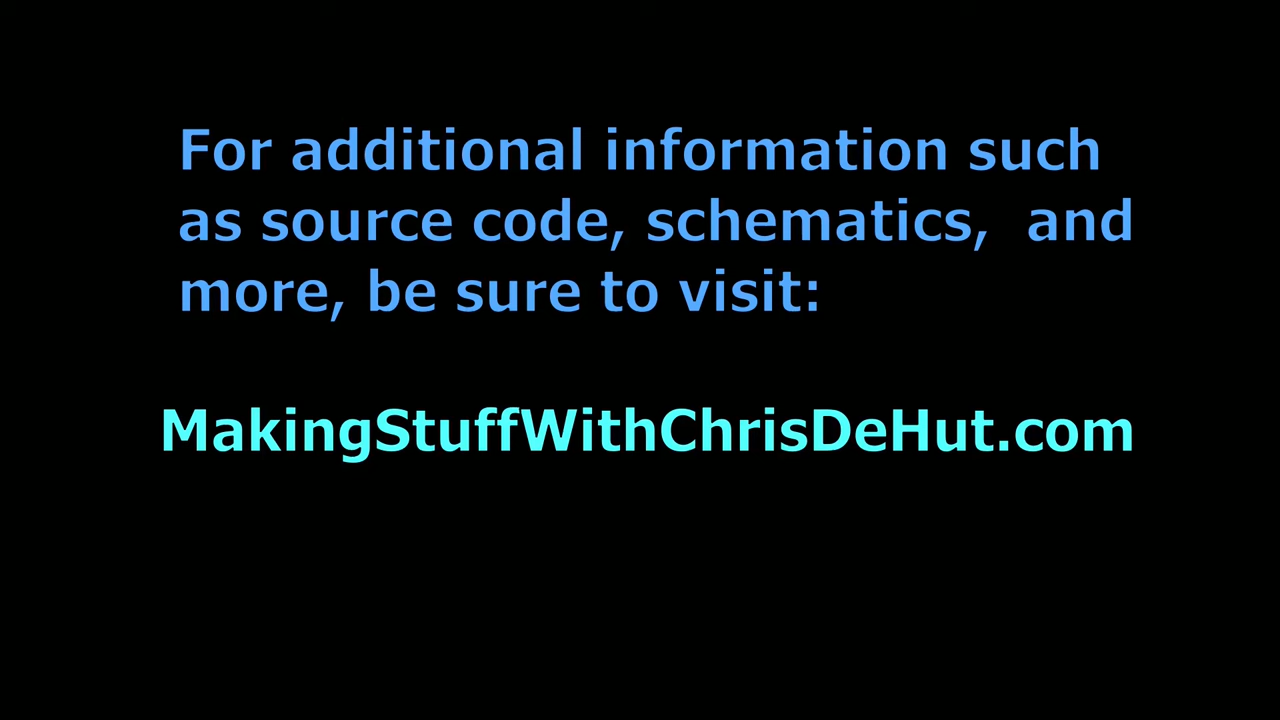 For additional information such
as source code, schematics,  and
more, be sure to visit:
MakingStuffWithChrisDeHut.com